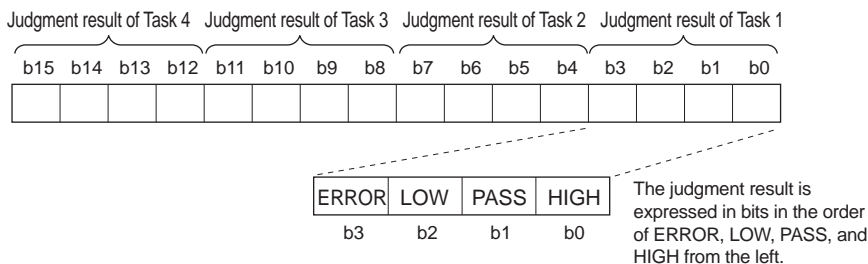 Judgment result of Task 4 Judgment result of Task 3 Judgment result of Task 2 Judgment result of Task 1
b15 b14 b13 b12 b11 b10 b9 b8 b7 b6 b5 b4 b3 b2 b1 b0
ERROR LOW PASS HIGH
b3 b2 b1 b0
The judgment result is
expressed in bits in the order
of ERROR, LOW, PASS, and
HIGH from the left.